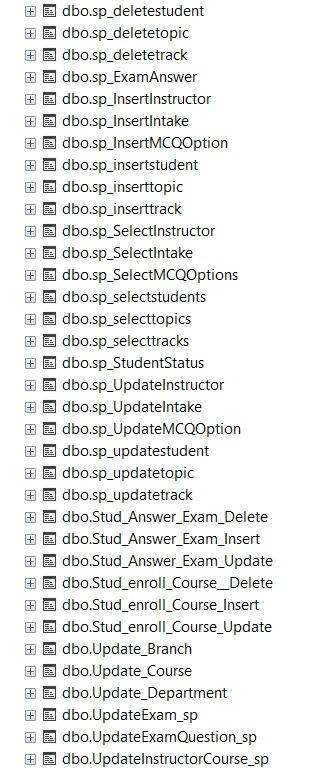 dbo.sp_deletestudent
dbo.sp_deletetopic
dbo.sp_deletetrack
dbo.sp_ExamAnswer
dbo.sp_InsertInstructor
dbo.sp_InsertIntake
dbo.sp_InsertMCQOption
dbo.sp_insertstudent
dbo.sp_inserttopic
dbo.sp_inserttrack
dbo.sp_SelectInstructor
dbo.sp_SelectIntake
dbo.sp_SelectMCQOptions
dbo.sp_selectstudents
dbo.sp_selecttopics
dbo.sp_selecttracks
dbo.sp_StudentStatus
dbo.sp_UpdateInstructor
dbo.sp_UpdateIntake
dbo.sp_UpdateMCQOption
dbo.sp_updatestudent
dbo.sp_updatetopic
dbo.sp_updatetrack
dbo.Stud_Answer_Exam_Delete
dbo.Stud_Answer_Exam_Insert
dbo.Stud_Answer_Exam_Update
dbo.Stud_enroll_Course__Delete
dbo.Stud_enroll_Course_Insert
dbo.Stud_enroll_Course_Update
dbo.Update_Branch
dbo.Update_Course
dbo.Update_Department
dbo.UpdateExam_sp
dbo.UpdateExamQuestion_sp
dbo.UpdateInstructorCourse_sp